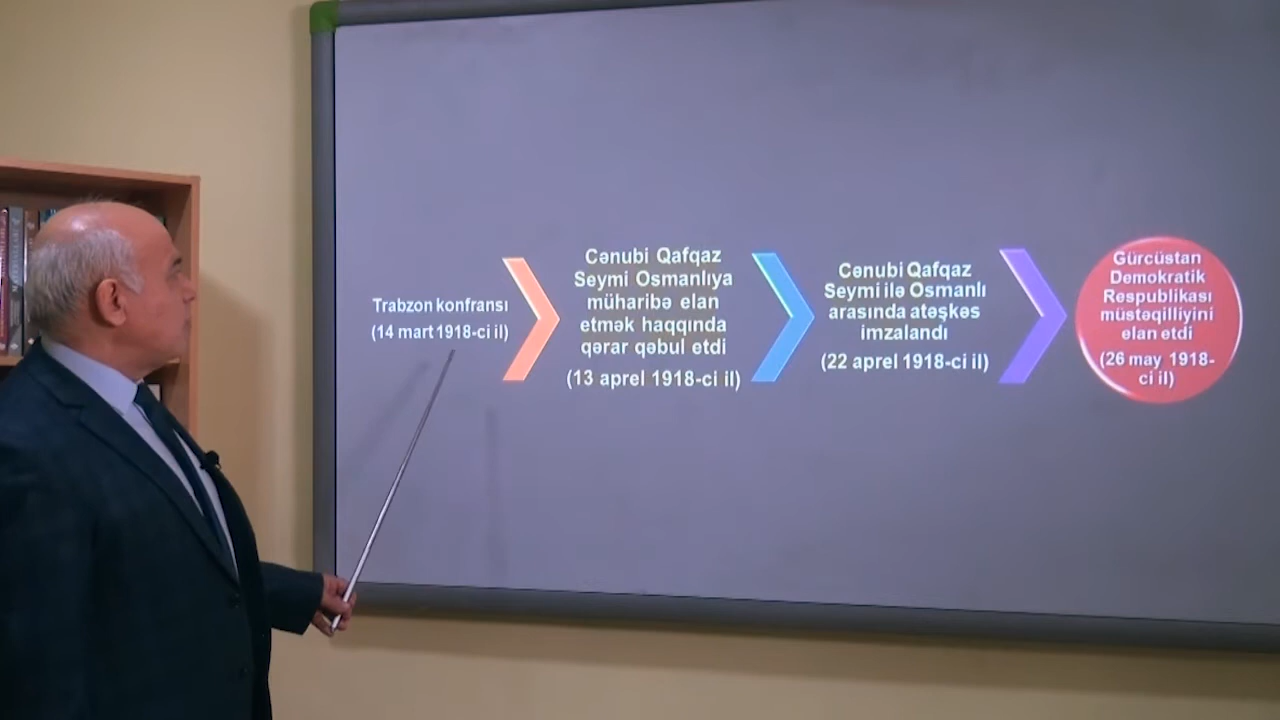 Trabzon konfransı
(14 mart 1918-ci il)
Cənubi Qafqaz
Seymi Osmanlıya
müharibə elan
etmək haqqında
qərar qəbul etdi
(13 aprel 1918-ci il)
Cənubi Qafqaz
Seymi ilə Osmanlı
arasında atəşkəs
imzalandı
(22 aprel 1918-ci il)
Gürcüstan
Demokratik
Respublikası
müstəqilliyini
elan etdi
(26 may 1918-
ci il)